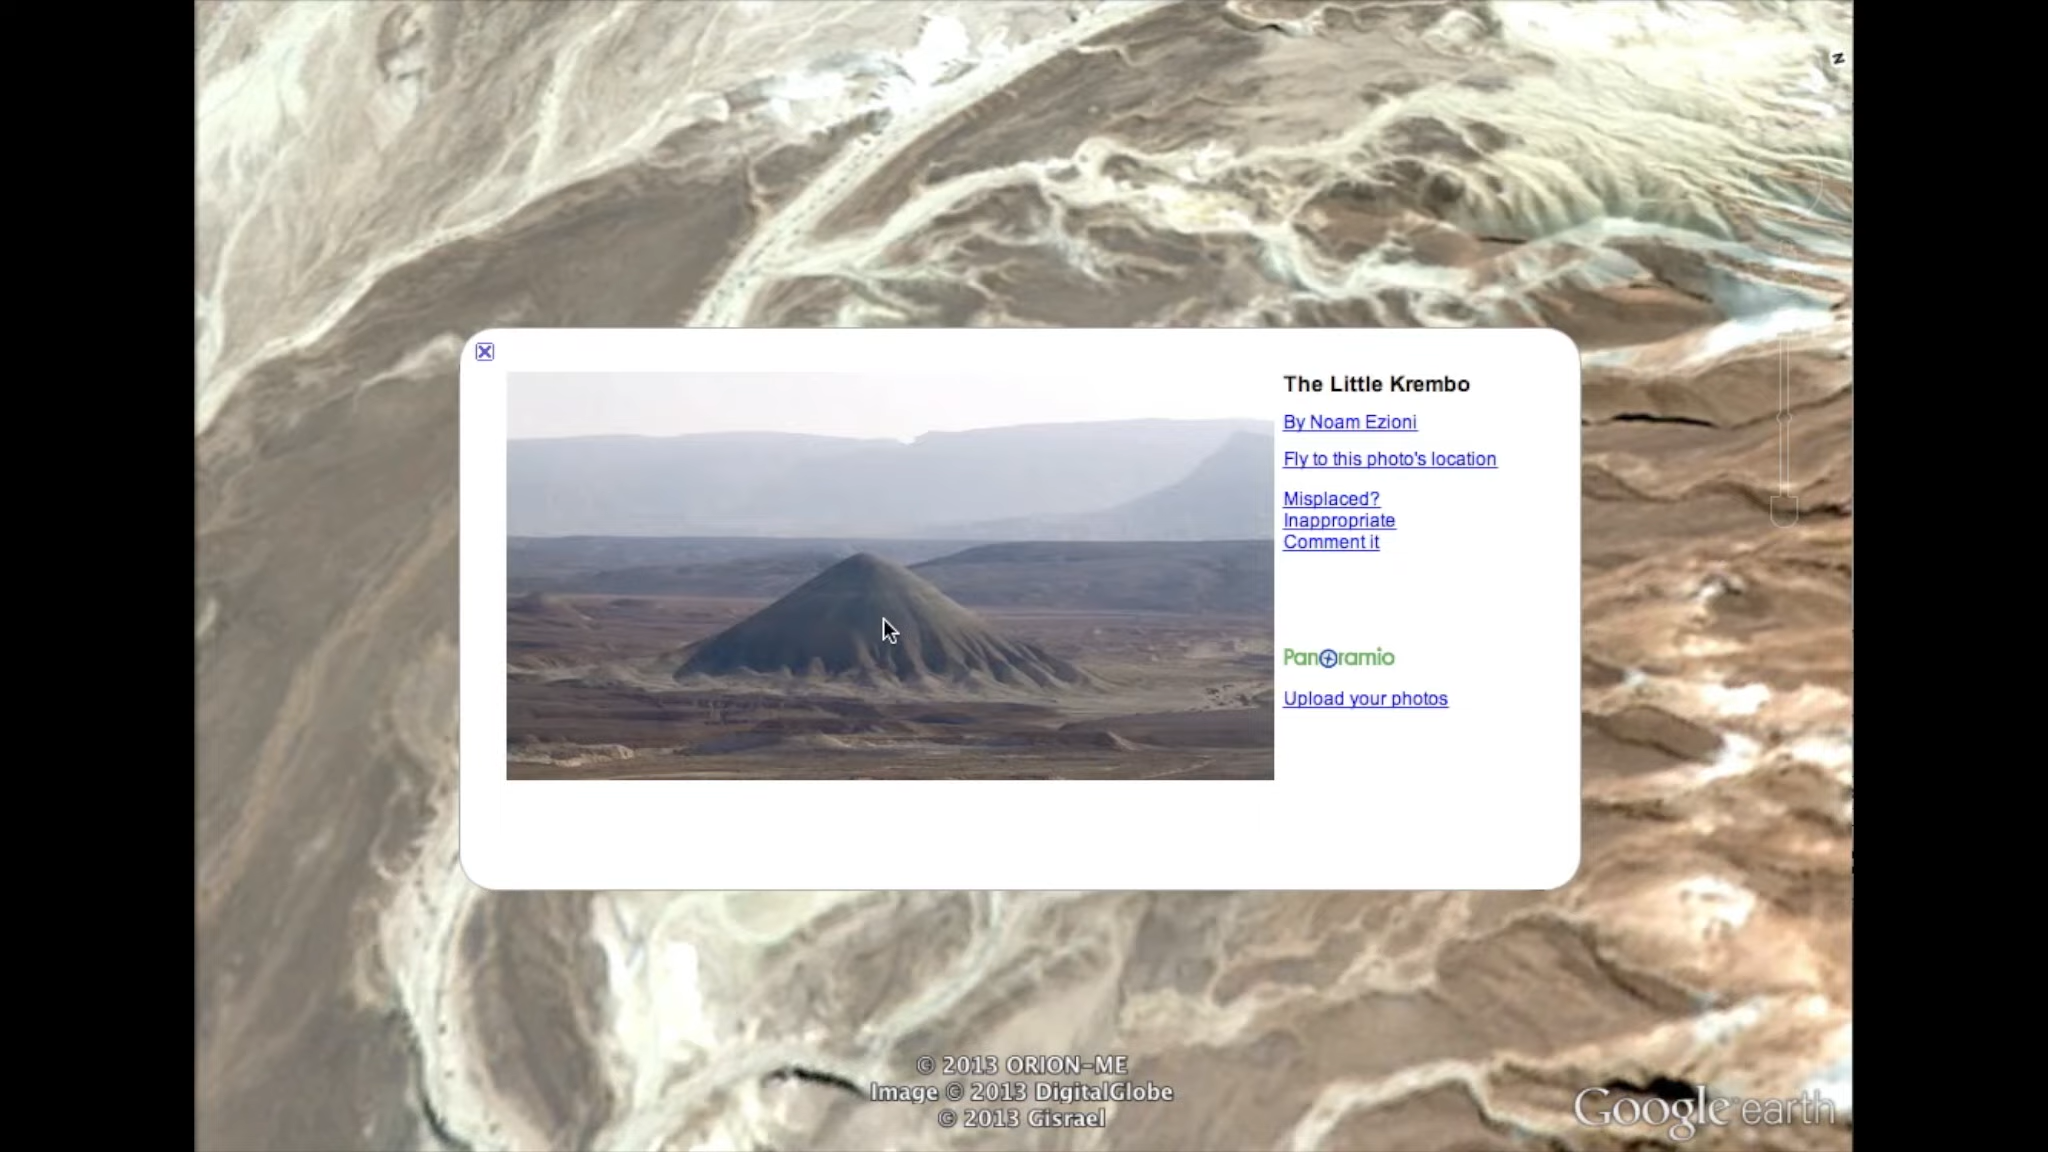 The Little Krembo
By Noam Ezioni
Fly to this photo's location
Misplaced?
Inappropriate
Comment it
Panoramio
Upload your photos
© 2013 ORION-ME
Image © 2013 DigitalGlobe
© 2013 Gisrael
Google earth
N